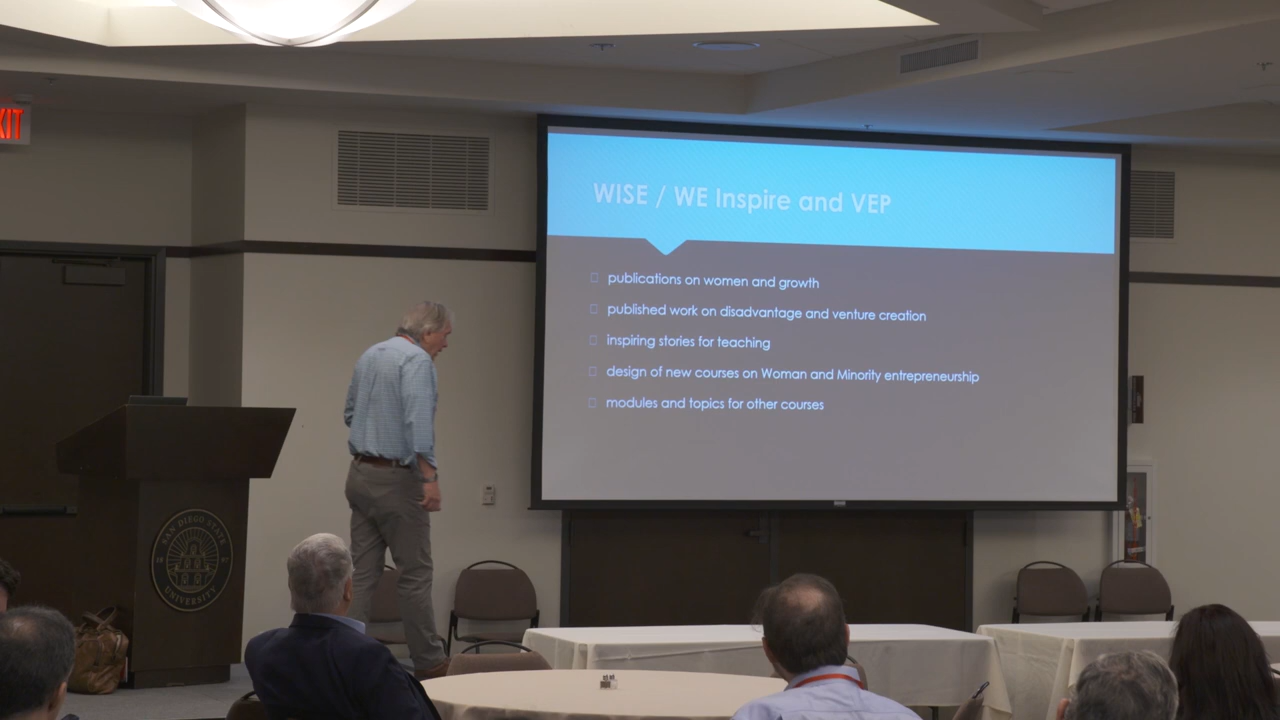 XIT
WISE / WE Inspire and VEP
publications on women and growth
published work on disadvantage and venture creation
inspiring stories for teaching
design of new courses on Woman and Minority entrepreneurship
modules and topics for other courses
SAN DIEGO STATE
UNIVERSITY